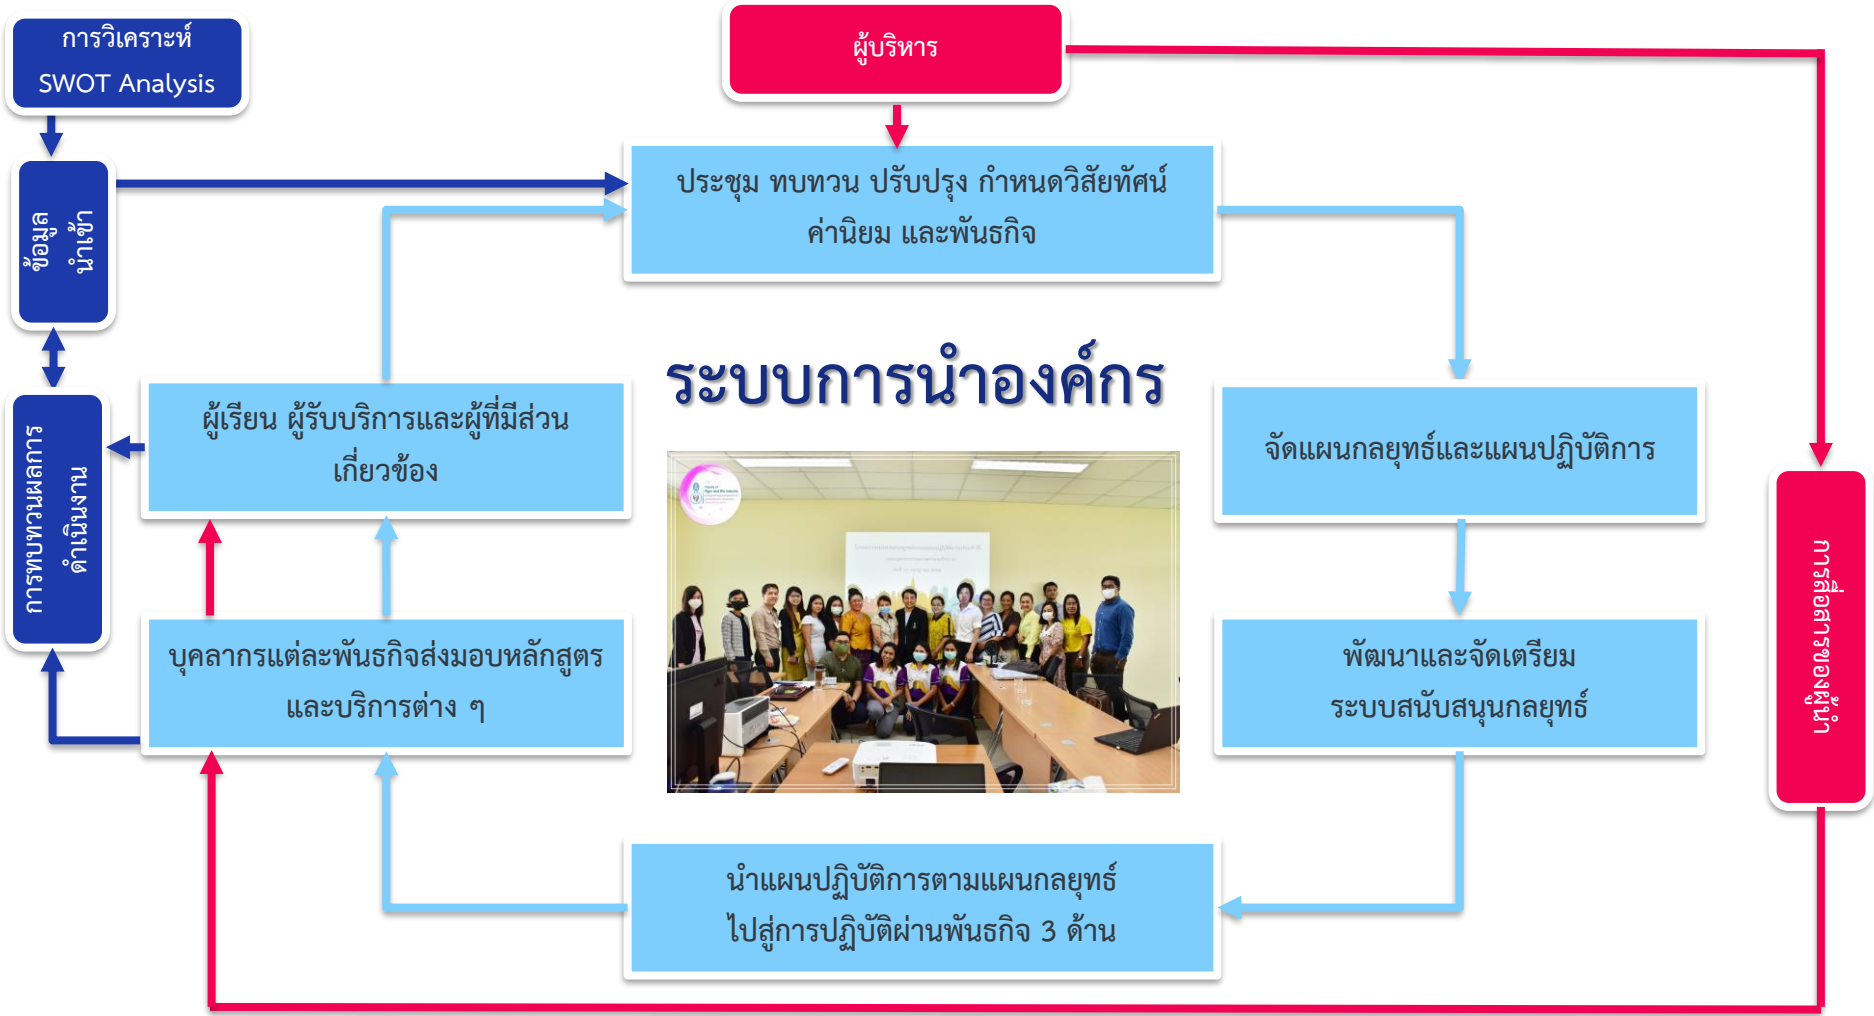 การวิเคราะห์
SWOT Analysis
ผู้บริหาร
ข้อมูล
นำเข้า
ประชุม ทบทวน ปรับปรุง กำหนดวิสัยทัศน์
ค่านิยม และพันธกิจ
ระบบการนำองค์กร
การทบทวนผลการ
ดำเนินงาน
ผู้เรียน ผู้รับบริการและผู้ที่มีส่วน
เกี่ยวข้อง
จัดแผนกลยุทธ์และแผนปฏิบัติการ
การสื่อสารของผู้นำ
บุคลากรแต่ละพันธกิจส่งมอบหลักสูตร
และบริการต่าง ๆ
พัฒนาและจัดเตรียม
ระบบสนับสนุนกลยุทธ์
นำแผนปฏิบัติการตามแผนกลยุทธ์
ไปสู่การปฏิบัติผ่านพันธกิจ 3 ด้าน